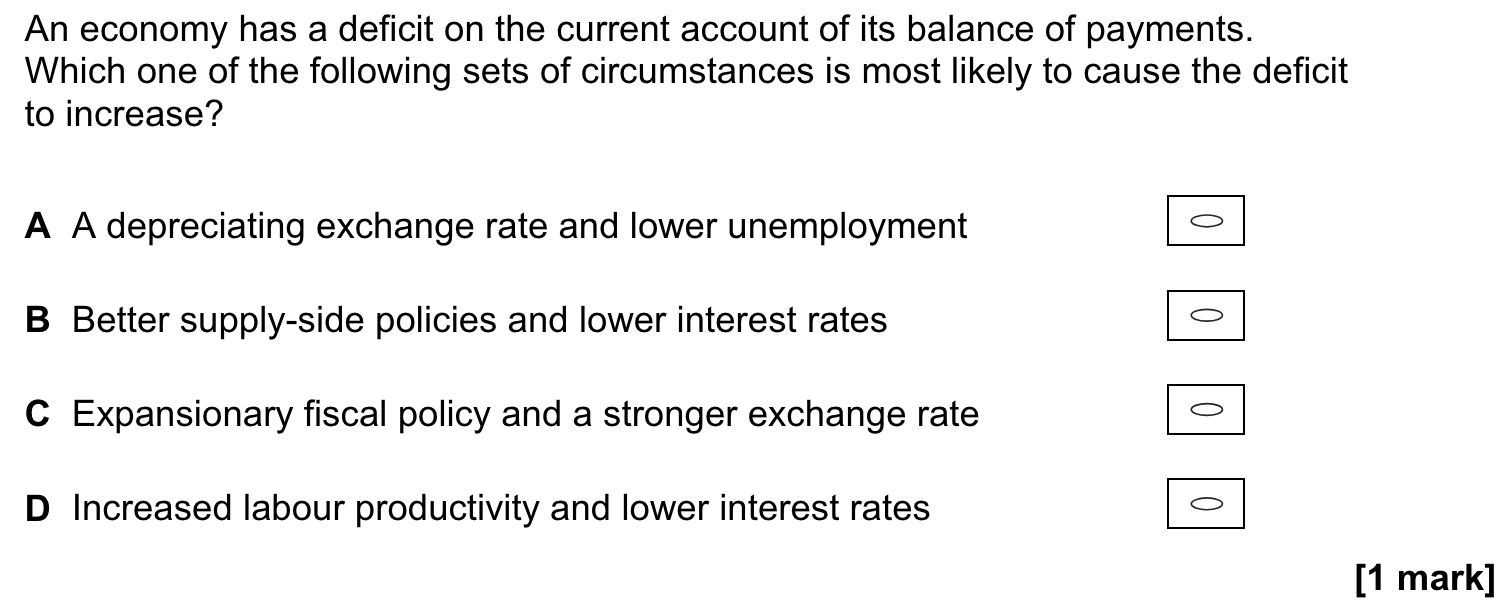 An economy has a deficit on the current account of its balance of payments.
Which one of the following sets of circumstances is most likely to cause the deficit
to increase?
A A depreciating exchange rate and lower unemployment
B Better supply-side policies and lower interest rates
C Expansionary fiscal policy and a stronger exchange rate
D Increased labour productivity and lower interest rates
[1 mark]